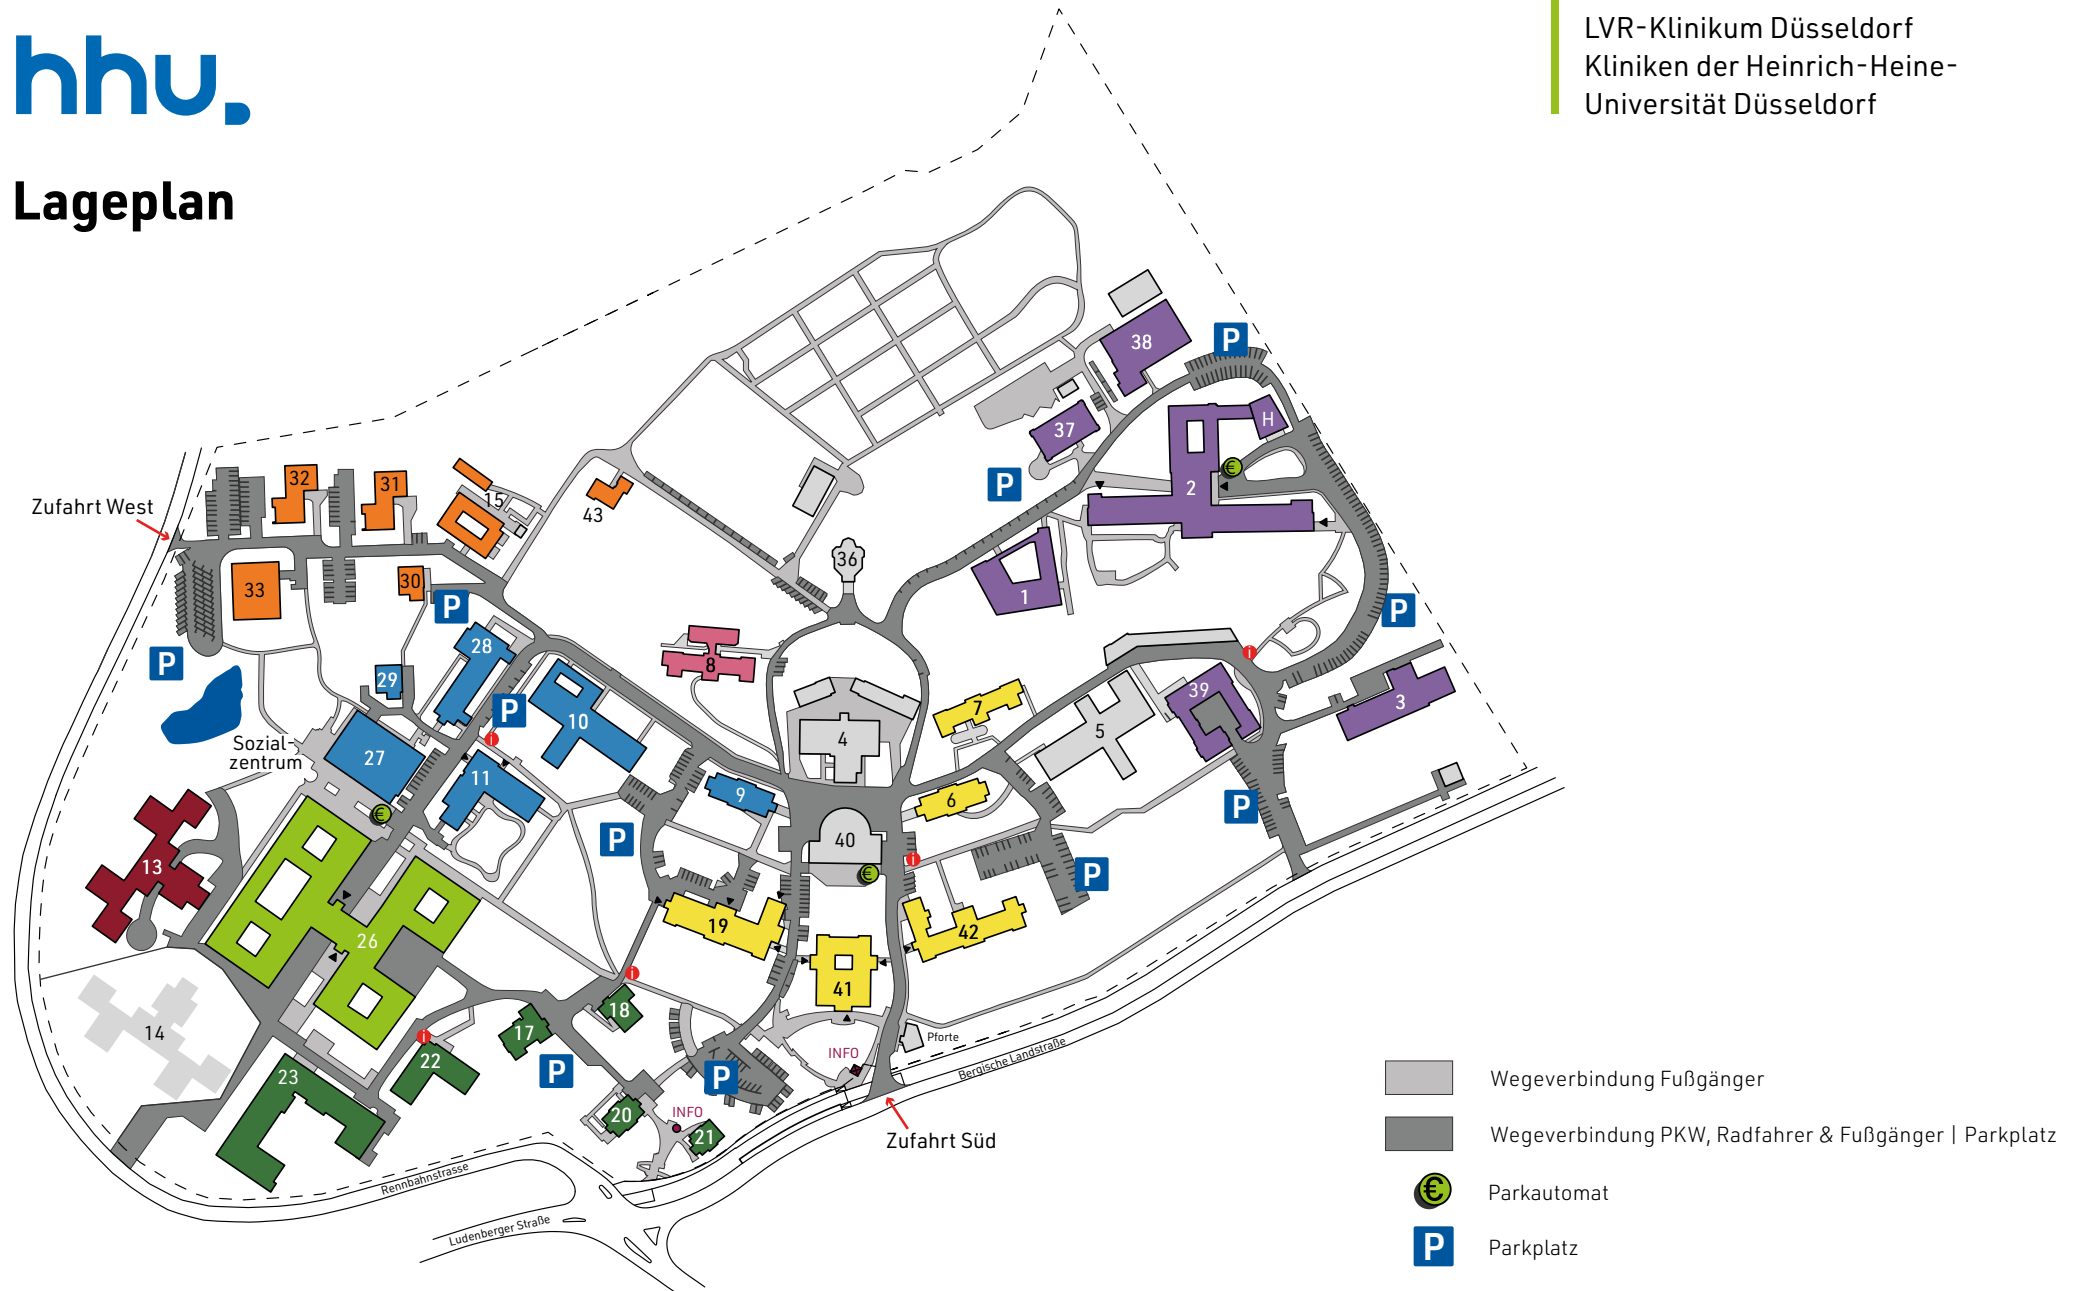 hhu.
LVR-Klinikum Düsseldorf
Kliniken der Heinrich-Heine-
Universität Düsseldorf
Lageplan
38
P
H
37
€
2
P
32
31
15
43
Zufahrt West
36
33
30
P
1
P
28
8
P
29
i
39
3
10
P
7
5
i
4
Sozial-
zentrum
27
11
9
6
P
€
P
40
i
€
P
13
26
19
42
41
i
18
17
14
i
22
Pforte
INFO
Bergische Landstraße
P
P
23
20
INFO
21
Zufahrt Süd
Rennbahnstrasse
Ludenberger Straße
Wegeverbindung Fußgänger
Wegeverbindung PKW, Radfahrer & Fußgänger | Parkplatz
€ Parkautomat
P Parkplatz